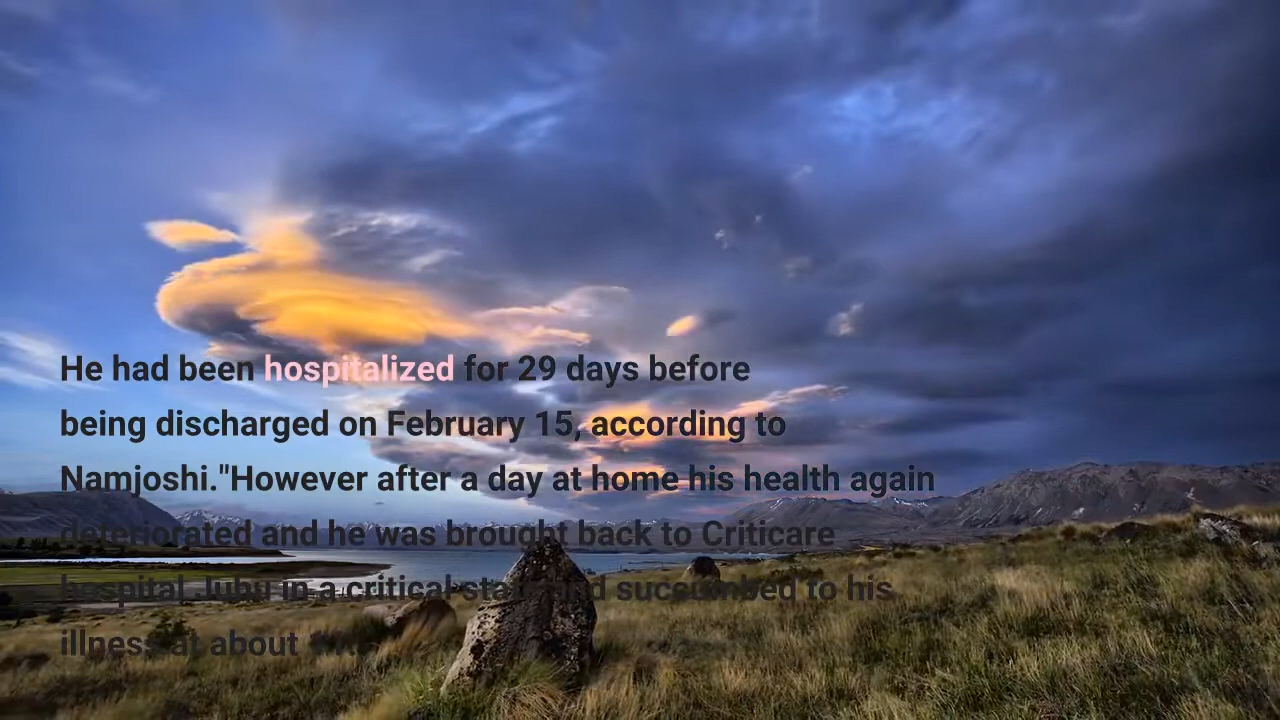 He had been hospitalized for 29 days before
being discharged on February 15, according to
Namjoshi."However after a day at home his health again
deteriorated and he was brought back to Criticare
hospital Juhu in a critical state and succumbed to his
illness at about